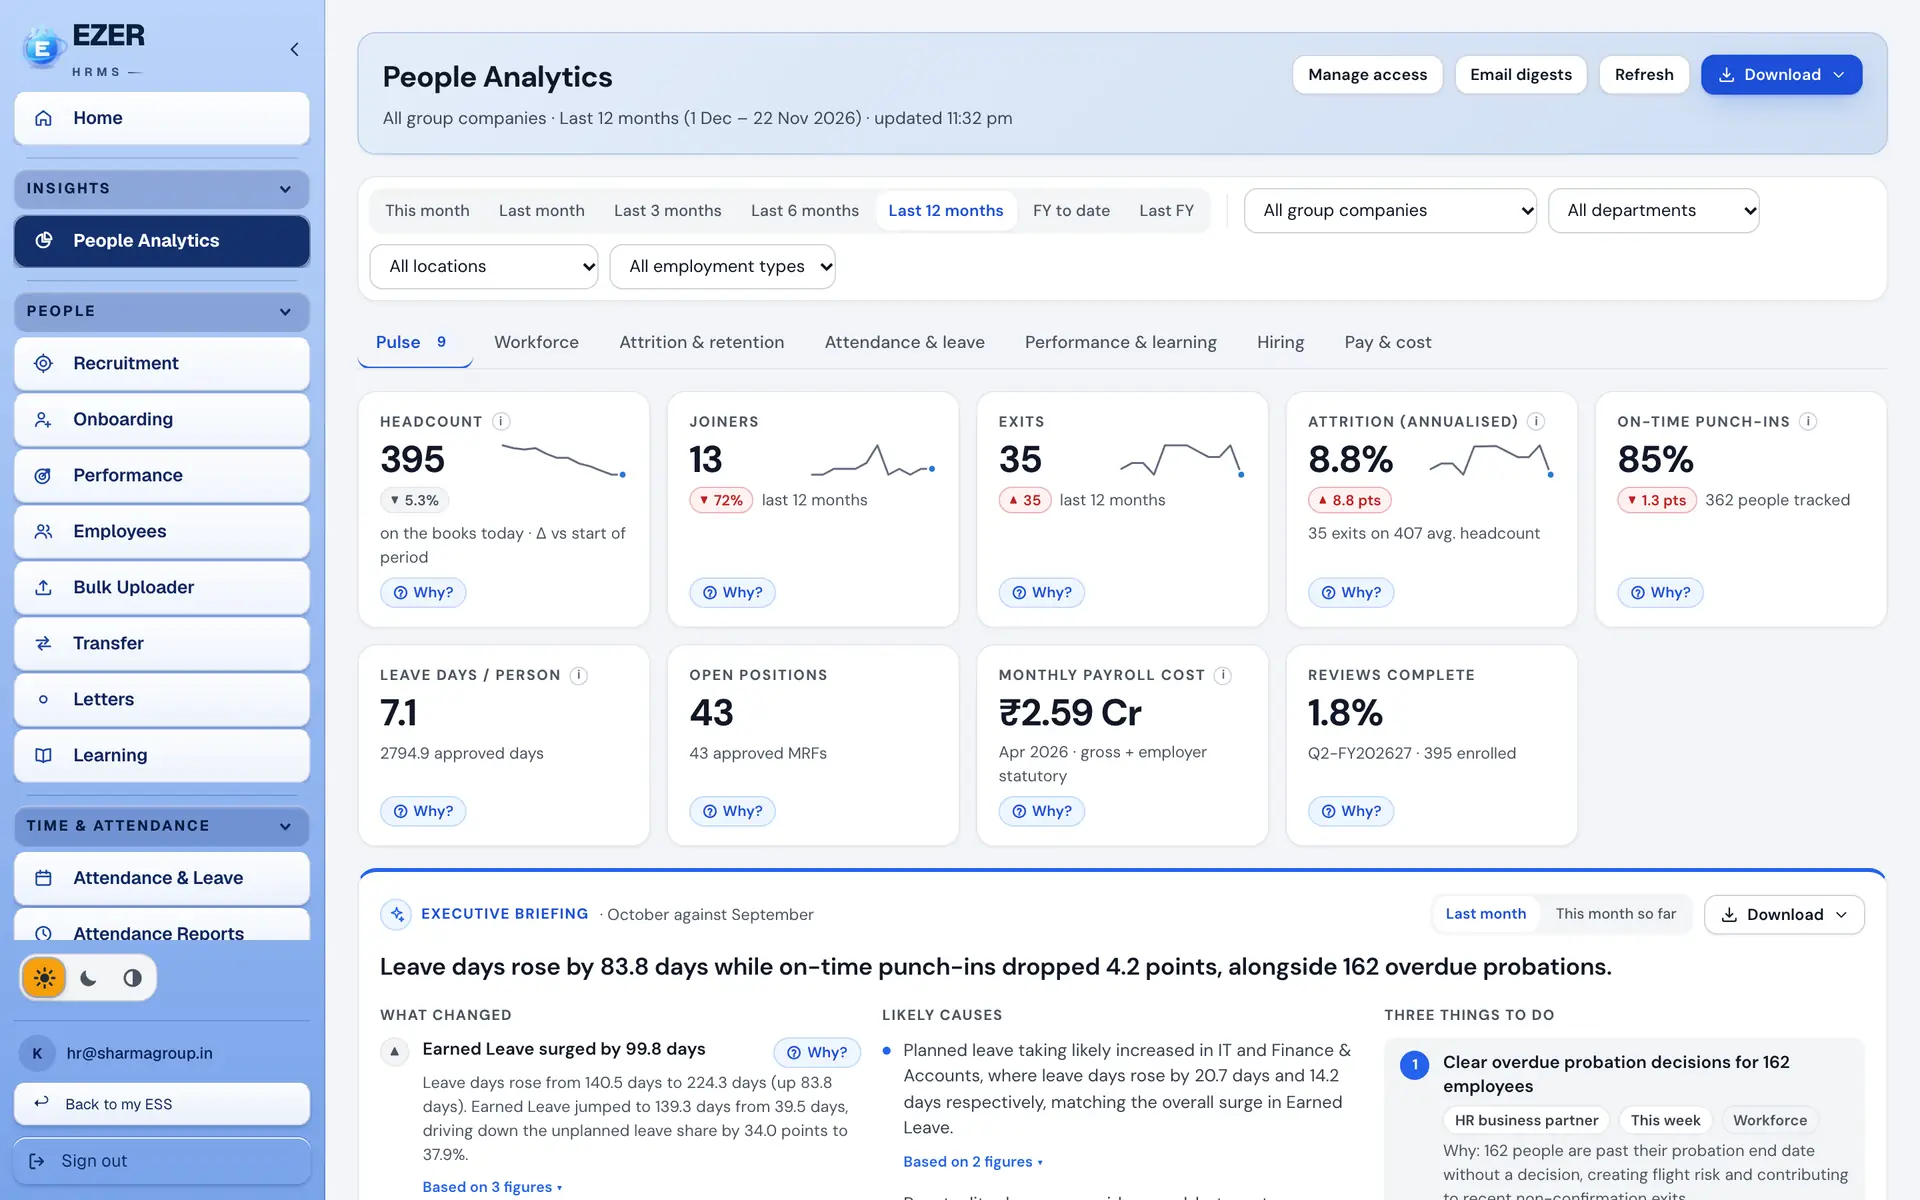 EZER
HRMS
Home
INSIGHTS
People Analytics
PEOPLE
Recruitment
Onboarding
Performance
Employees
Bulk Uploader
Transfer
Letters
Learning
TIME & ATTENDANCE
Attendance & Leave
Attendance Reports
K hr@sharmagroup.in
Back to my ESS
Sign out
People Analytics
All group companies · Last 12 months (1 Dec – 22 Nov 2026) · updated 11:32 pm
Manage access
Email digests
Refresh
Download
This month Last month Last 3 months Last 6 months Last 12 months FY to date Last FY
All group companies
All departments
All locations
All employment types
Pulse 9 Workforce Attrition & retention Attendance & leave Performance & learning Hiring Pay & cost
HEADCOUNT i
395
▼ 5.3%
on the books today · Δ vs start of
period
Why?
JOINERS
13
▼ 72% last 12 months
Why?
EXITS
35
▲ 35 last 12 months
Why?
ATTRITION (ANNUALISED) i
8.8%
▲ 8.8 pts
35 exits on 407 avg. headcount
Why?
ON-TIME PUNCH-INS i
85%
▼ 1.3 pts 362 people tracked
Why?
LEAVE DAYS / PERSON i
7.1
2794.9 approved days
Why?
OPEN POSITIONS
43
43 approved MRFs
Why?
MONTHLY PAYROLL COST i
₹2.59 Cr
Apr 2026 · gross + employer
statutory
Why?
REVIEWS COMPLETE
1.8%
Q2-FY202627 · 395 enrolled
Why?
EXECUTIVE BRIEFING · October against September
Last month This month so far
Download
Leave days rose by 83.8 days while on-time punch-ins dropped 4.2 points, alongside 162 overdue probations.
WHAT CHANGED
▲ Earned Leave surged by 99.8 days
Why?
Leave days rose from 140.5 days to 224.3 days (up 83.8
days). Earned Leave jumped to 139.3 days from 39.5 days,
driving down the unplanned leave share by 34.0 points to
37.9%.
Based on 3 figures ▾
LIKELY CAUSES
Planned leave taking likely increased in IT and Finance &
Accounts, where leave days rose by 20.7 days and 14.2
days respectively, matching the overall surge in Earned
Leave.
Based on 2 figures ▾
THREE THINGS TO DO
1 Clear overdue probation decisions for 162
employees
HR business partner This week Workforce
Why: 162 people are past their probation end date
without a decision, creating flight risk and contributing
to recent non-confirmation exits